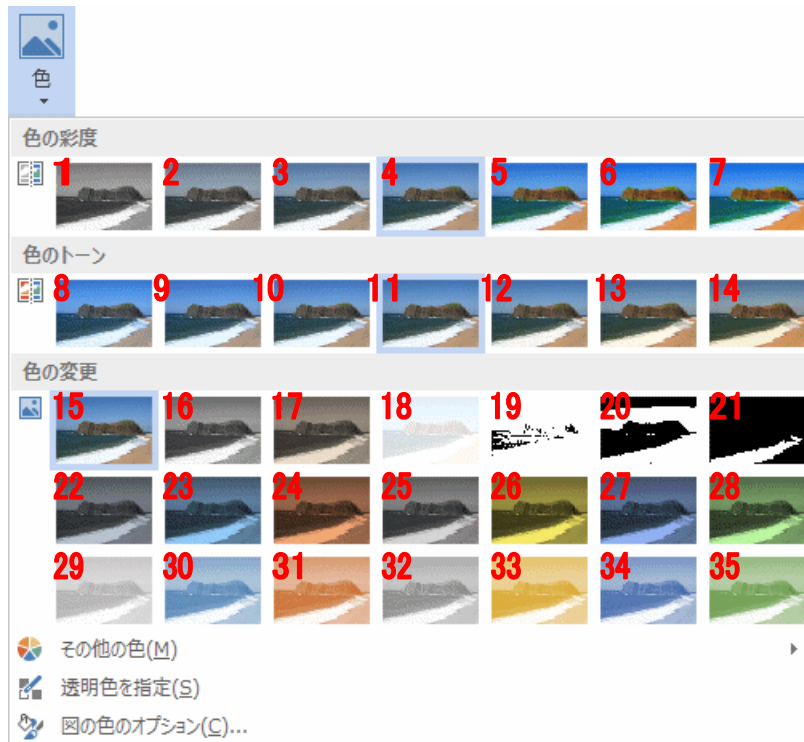 色
色の彩度
1 2 3 4 5 6 7
色のトーン
8 9 10 11 12 13 14
色の変更
15 16 17 18 19 20 21
22 23 24 25 26 27 28
29 30 31 32 33 34 35
その他の色(M)
透明色を指定(S)
図の色のオプション(C)...